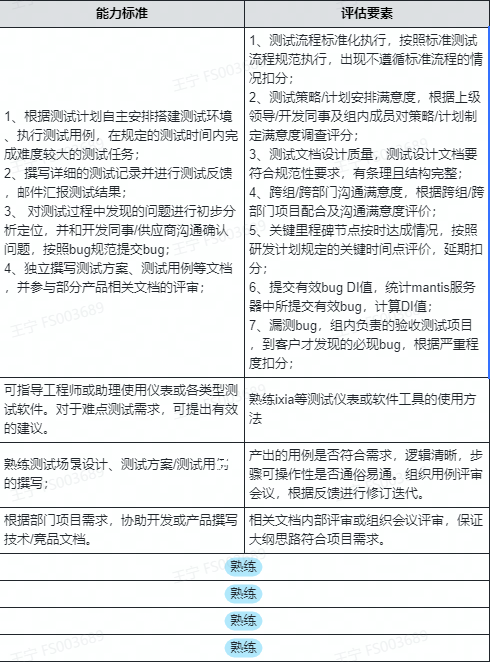 能力标准
评估要素
1、根据测试计划自主安排搭建测试环境
、执行测试用例，在规定的测试时间内完
成难度较大的测试任务；
2、撰写详细的测试记录并进行测试反馈
，邮件汇报测试结果；
3、 对测试过程中发现的问题进行初步分
析定位，并和开发同事/供应商沟通确认
问题，按照bug规范提交bug；
4、独立撰写测试方案、测试用例等文档
，并参与部分产品相关文档的评审；
1、测试流程标准化执行，按照标准测试
流程规范执行，出现不遵循标准流程的情
况扣分；
2、测试策略/计划安排满意度，根据上级
领导/开发同事及组内成员对策略/计划制
定满意度调查评分；
3、测试文档设计质量，测试设计文档要
符合规范性要求，有条理且结构完整；
4、跨组/跨部门沟通满意度，根据跨组/跨
部门项目配合及沟通满意度评价；
5、关键里程碑节点按时达成情况，按照
研发计划规定的关键时间点评价，延期扣
分；
6、提交有效bug DI值，统计mantis服务
器中所提交有效bug，计算DI值；
7、漏测bug，组内负责的验收测试项目
，到客户才发现的必现bug，根据严重程
度扣分；
可指导工程师或助理使用仪表或各类型测
试软件。对于难点测试需求，可提出有效
的建议。
熟练ixia等测试仪表或软件工具的使用方
法
熟练测试场景设计、测试方案/测试用例
的撰写；
产出的用例是否符合需求，逻辑清晰，步
骤可操作性是否通俗易通。组织用例评审
会议，根据反馈进行修订迭代。
根据部门项目需求，协助开发或产品撰写
技术/竞品文档。
相关文档内部评审或组织会议评审，保证
大纲思路符合项目需求。
熟练
熟练
熟练
熟练
王宁 FS003689